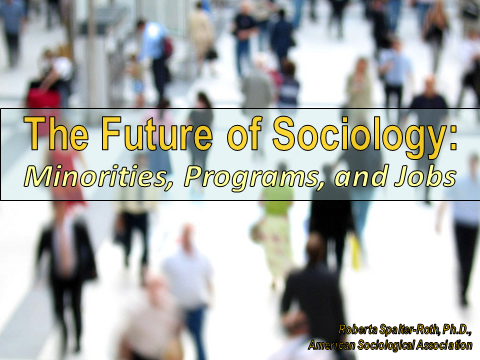 The Future of Sociology:
Minorities, Programs, and Jobs
Roberta Spalter-Roth, Ph.D.,
American Sociological Association